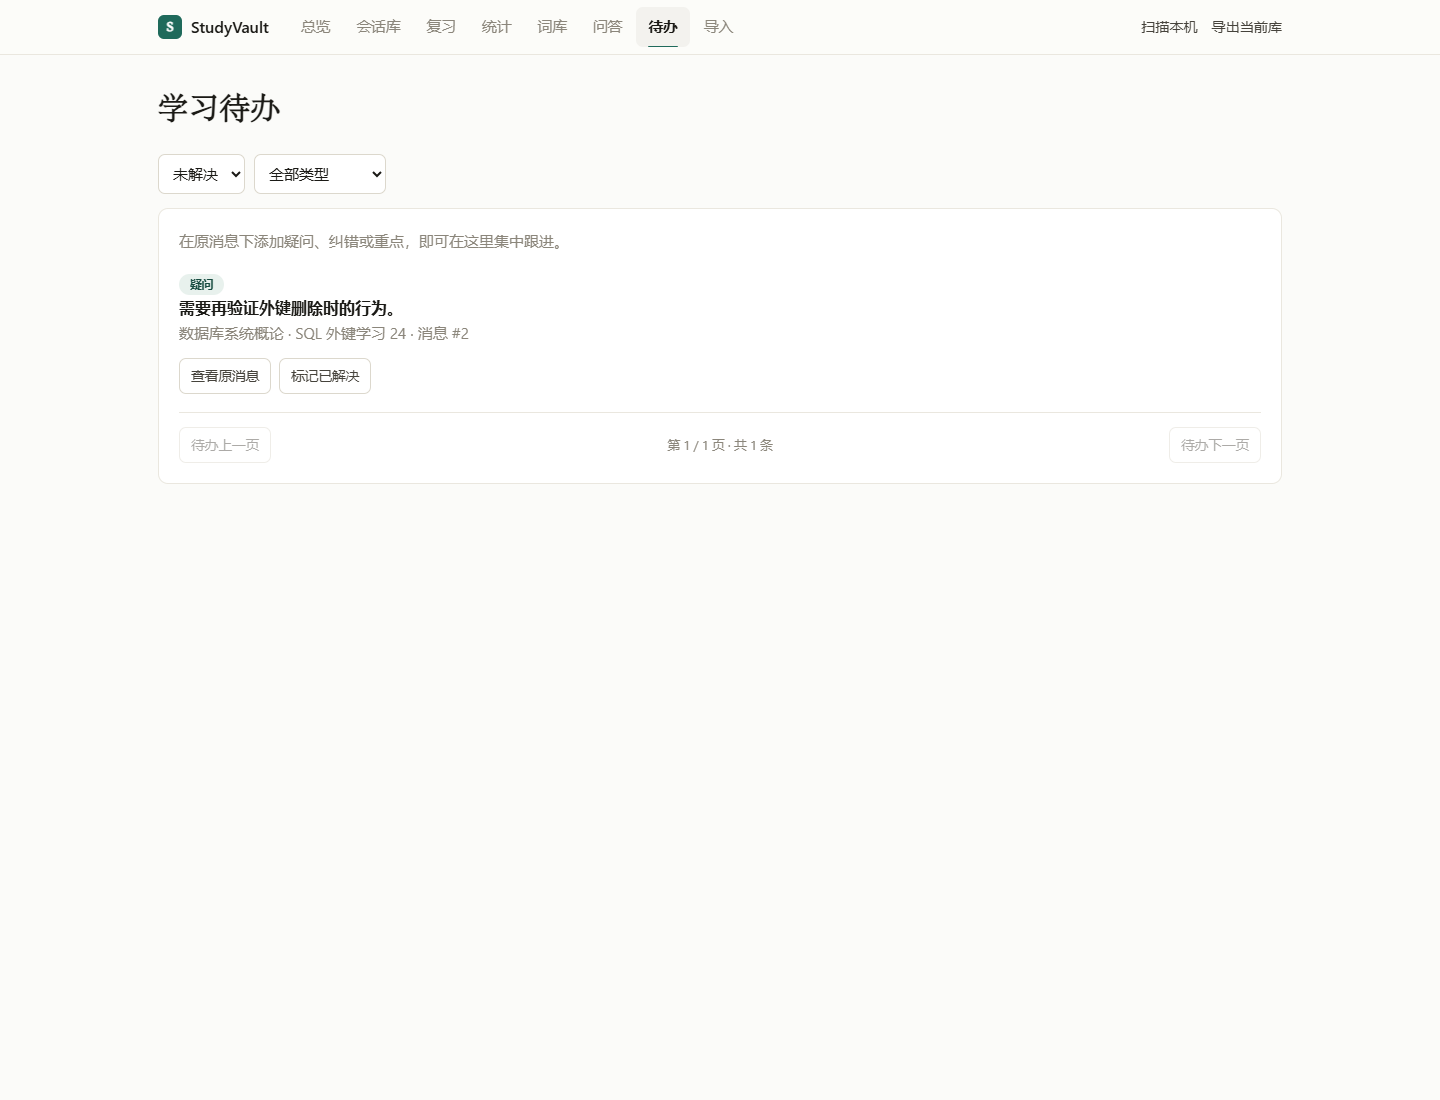 S StudyVault 总览 会话库 复习 统计 词库 问答 待办 导入 扫描本机 导出当前库
学习待办
未解决 全部类型
在原消息下添加疑问、纠错或重点，即可在这里集中跟进。
疑问
需要再验证外键删除时的行为。
数据库系统概论 · SQL 外键学习 24 · 消息 #2
查看原消息 标记已解决
待办上一页 第 1 / 1 页 · 共 1 条 待办下一页